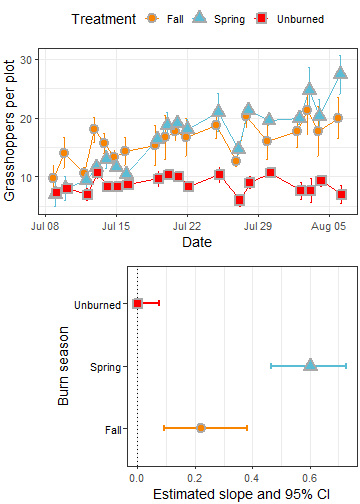 Treatment Fall Spring Unburned
Grasshoppers per plot
30
20
10
Jul 08 Jul 15 Jul 22 Jul 29 Aug 05
Date
Burn season
Unburned
Spring
Fall
0.0 0.2 0.4 0.6
Estimated slope and 95% CI